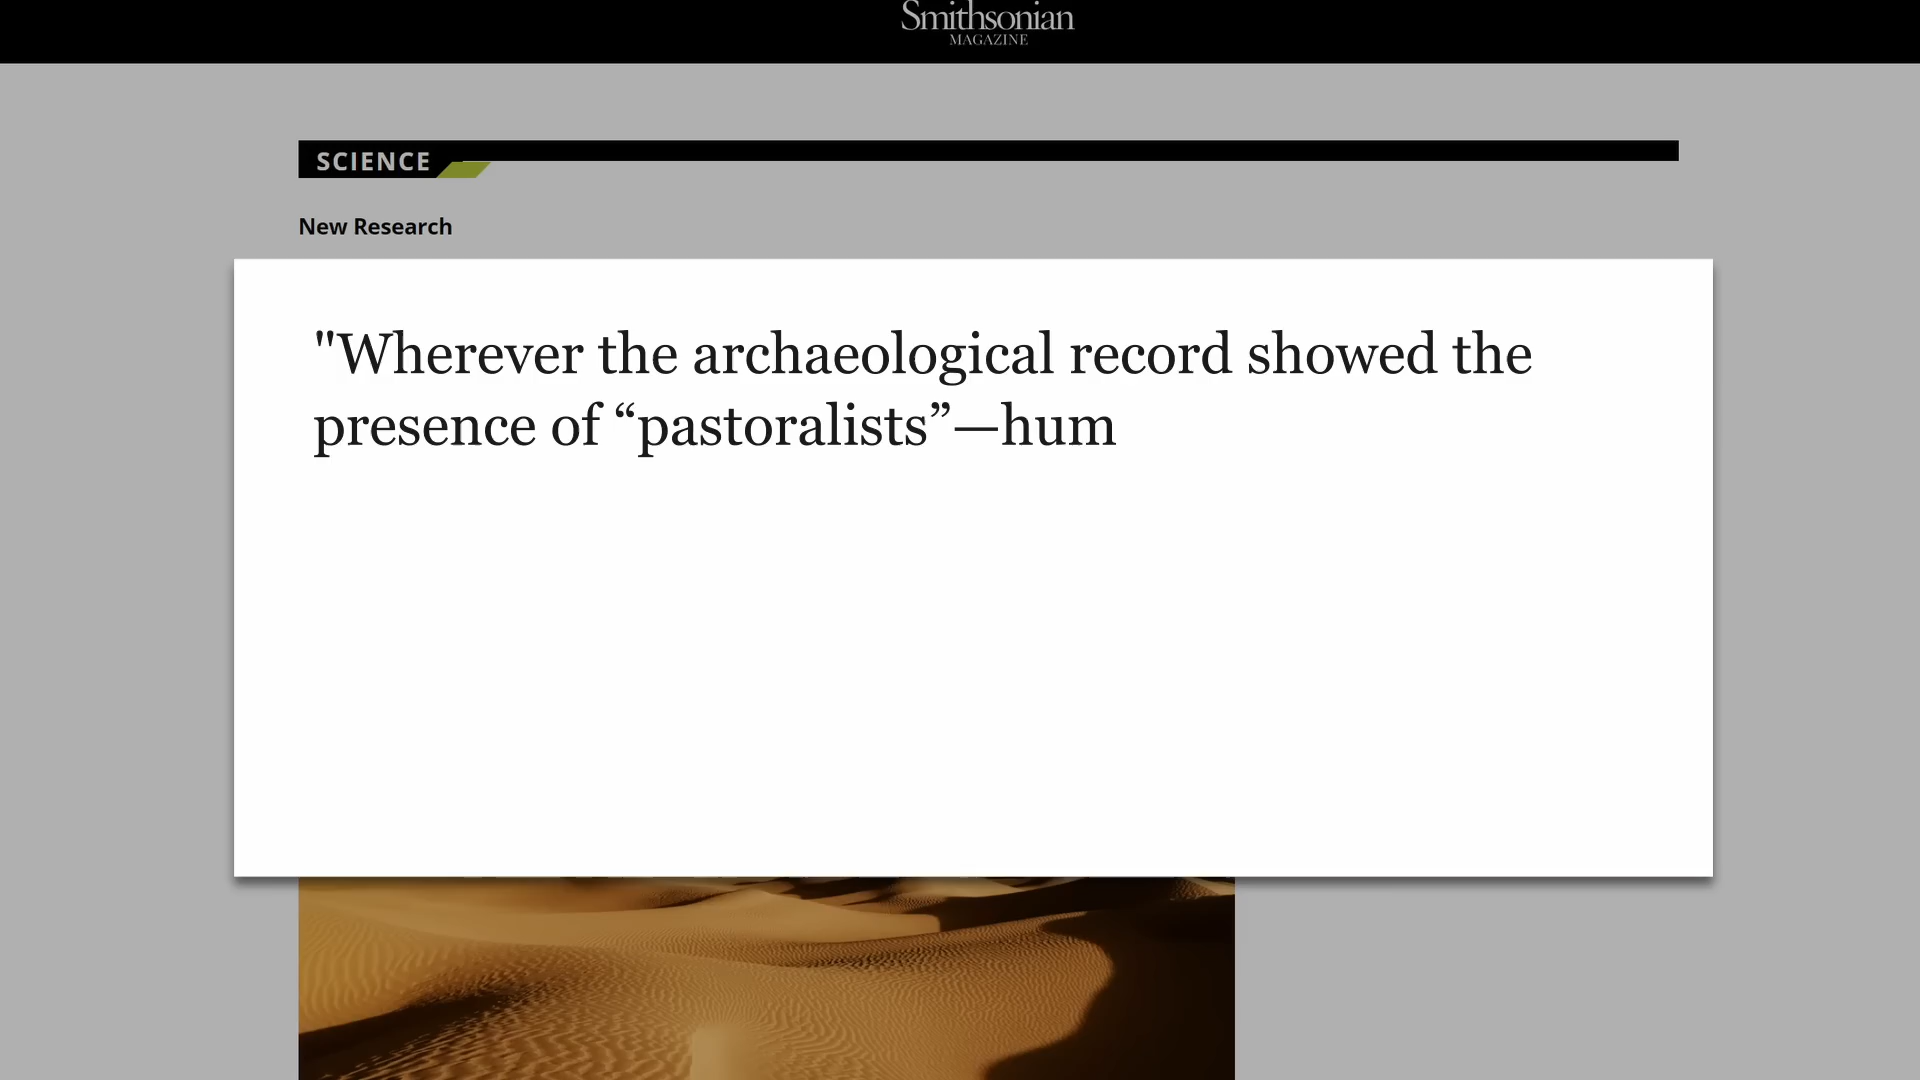 Smithsonian
MAGAZINE
SCIENCE
New Research
"Wherever the archaeological record showed the
presence of “pastoralists”—hum